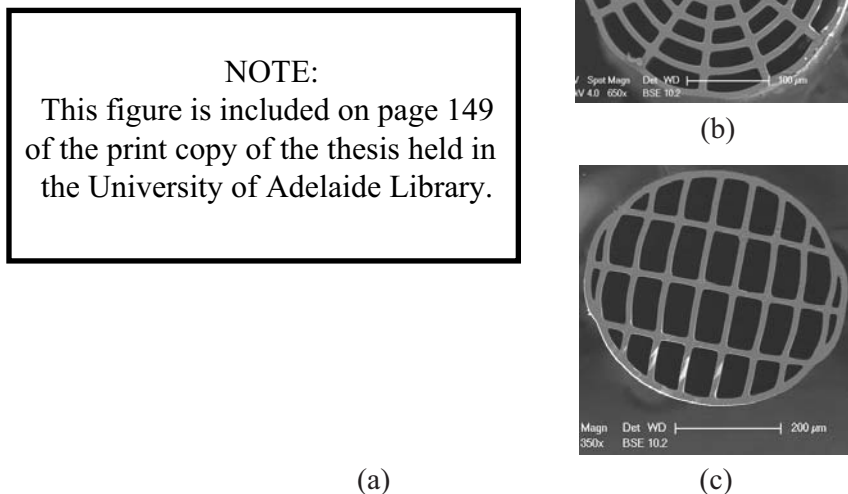 NOTE:
This figure is included on page 149
of the print copy of the thesis held in
the University of Adelaide Library.
Spot Magn Det WD 100 µm
kV 4.0 650x BSE 10.2
(b)
Magn Det WD 200 µm
350x BSE 10.2
(a)
(c)